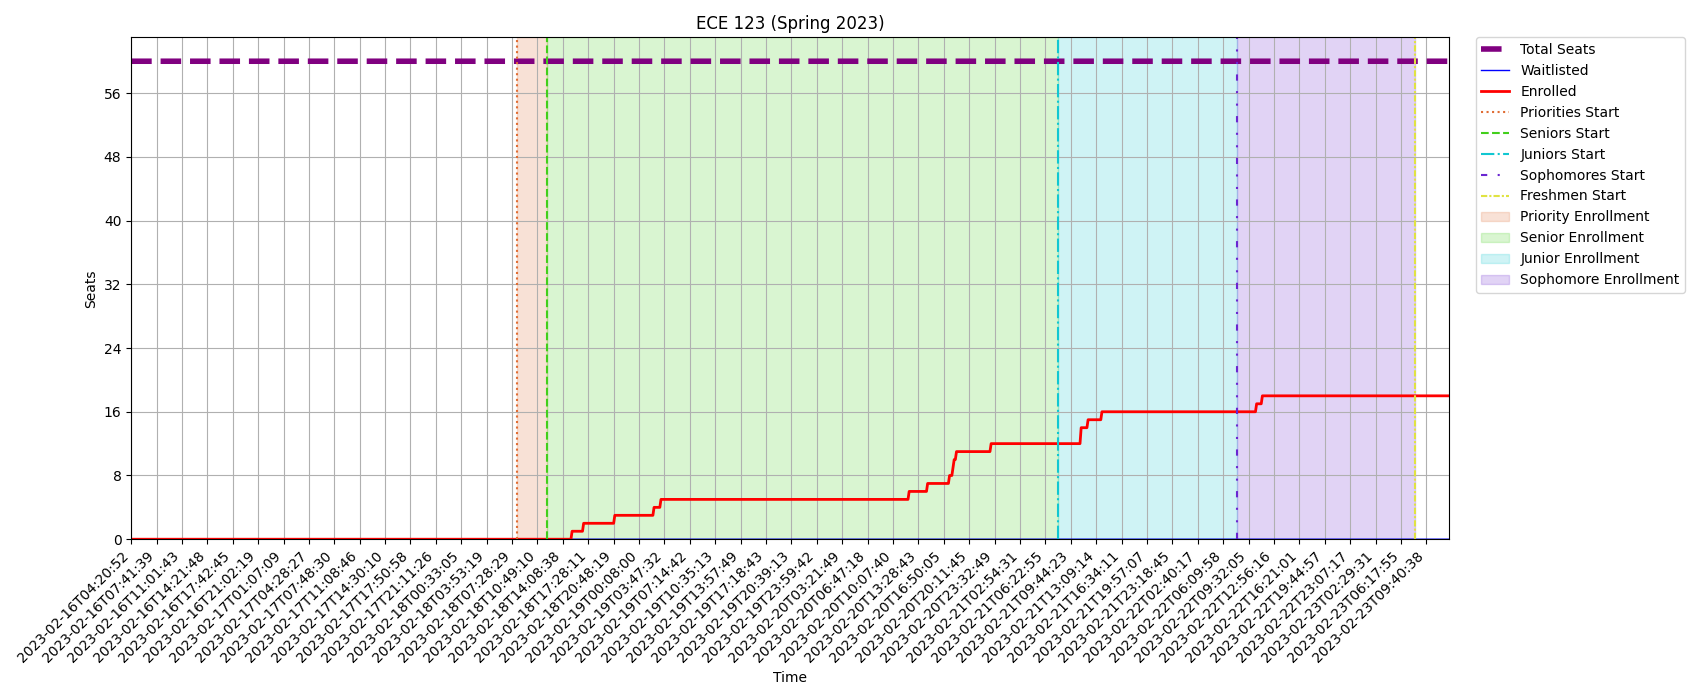 ECE 123 (Spring 2023)
Seats
56
48
40
32
24
16
8
0
2023-02-16T04:20:52
2023-02-16T07:41:39
2023-02-16T11:01:43
2023-02-16T14:21:48
2023-02-16T17:42:45
2023-02-16T21:02:19
2023-02-17T01:07:09
2023-02-17T04:28:27
2023-02-17T07:48:30
2023-02-17T11:08:46
2023-02-17T14:30:10
2023-02-17T17:50:58
2023-02-17T21:11:26
2023-02-18T00:33:05
2023-02-18T03:53:19
2023-02-18T07:28:29
2023-02-18T10:49:10
2023-02-18T14:08:38
2023-02-18T17:28:11
2023-02-18T20:48:19
2023-02-19T00:08:00
2023-02-19T03:47:32
2023-02-19T07:14:42
2023-02-19T10:35:13
2023-02-19T13:57:49
2023-02-19T17:18:43
2023-02-19T20:39:13
2023-02-19T23:59:42
2023-02-20T03:21:49
2023-02-20T06:47:18
2023-02-20T10:07:40
2023-02-20T13:28:43
2023-02-20T16:50:05
2023-02-20T20:11:45
2023-02-20T23:32:49
2023-02-21T02:54:31
2023-02-21T06:22:55
2023-02-21T09:44:23
2023-02-21T13:09:14
2023-02-21T16:34:11
2023-02-21T19:57:07
2023-02-21T23:18:45
2023-02-22T02:40:17
2023-02-22T06:09:58
2023-02-22T09:32:05
2023-02-22T12:56:16
2023-02-22T16:21:01
2023-02-22T19:44:57
2023-02-22T23:07:17
2023-02-23T02:29:31
2023-02-23T06:17:55
2023-02-23T09:40:38
Time
Total Seats
Waitlisted
Enrolled
Priorities Start
Seniors Start
Juniors Start
Sophomores Start
Freshmen Start
Priority Enrollment
Senior Enrollment
Junior Enrollment
Sophomore Enrollment